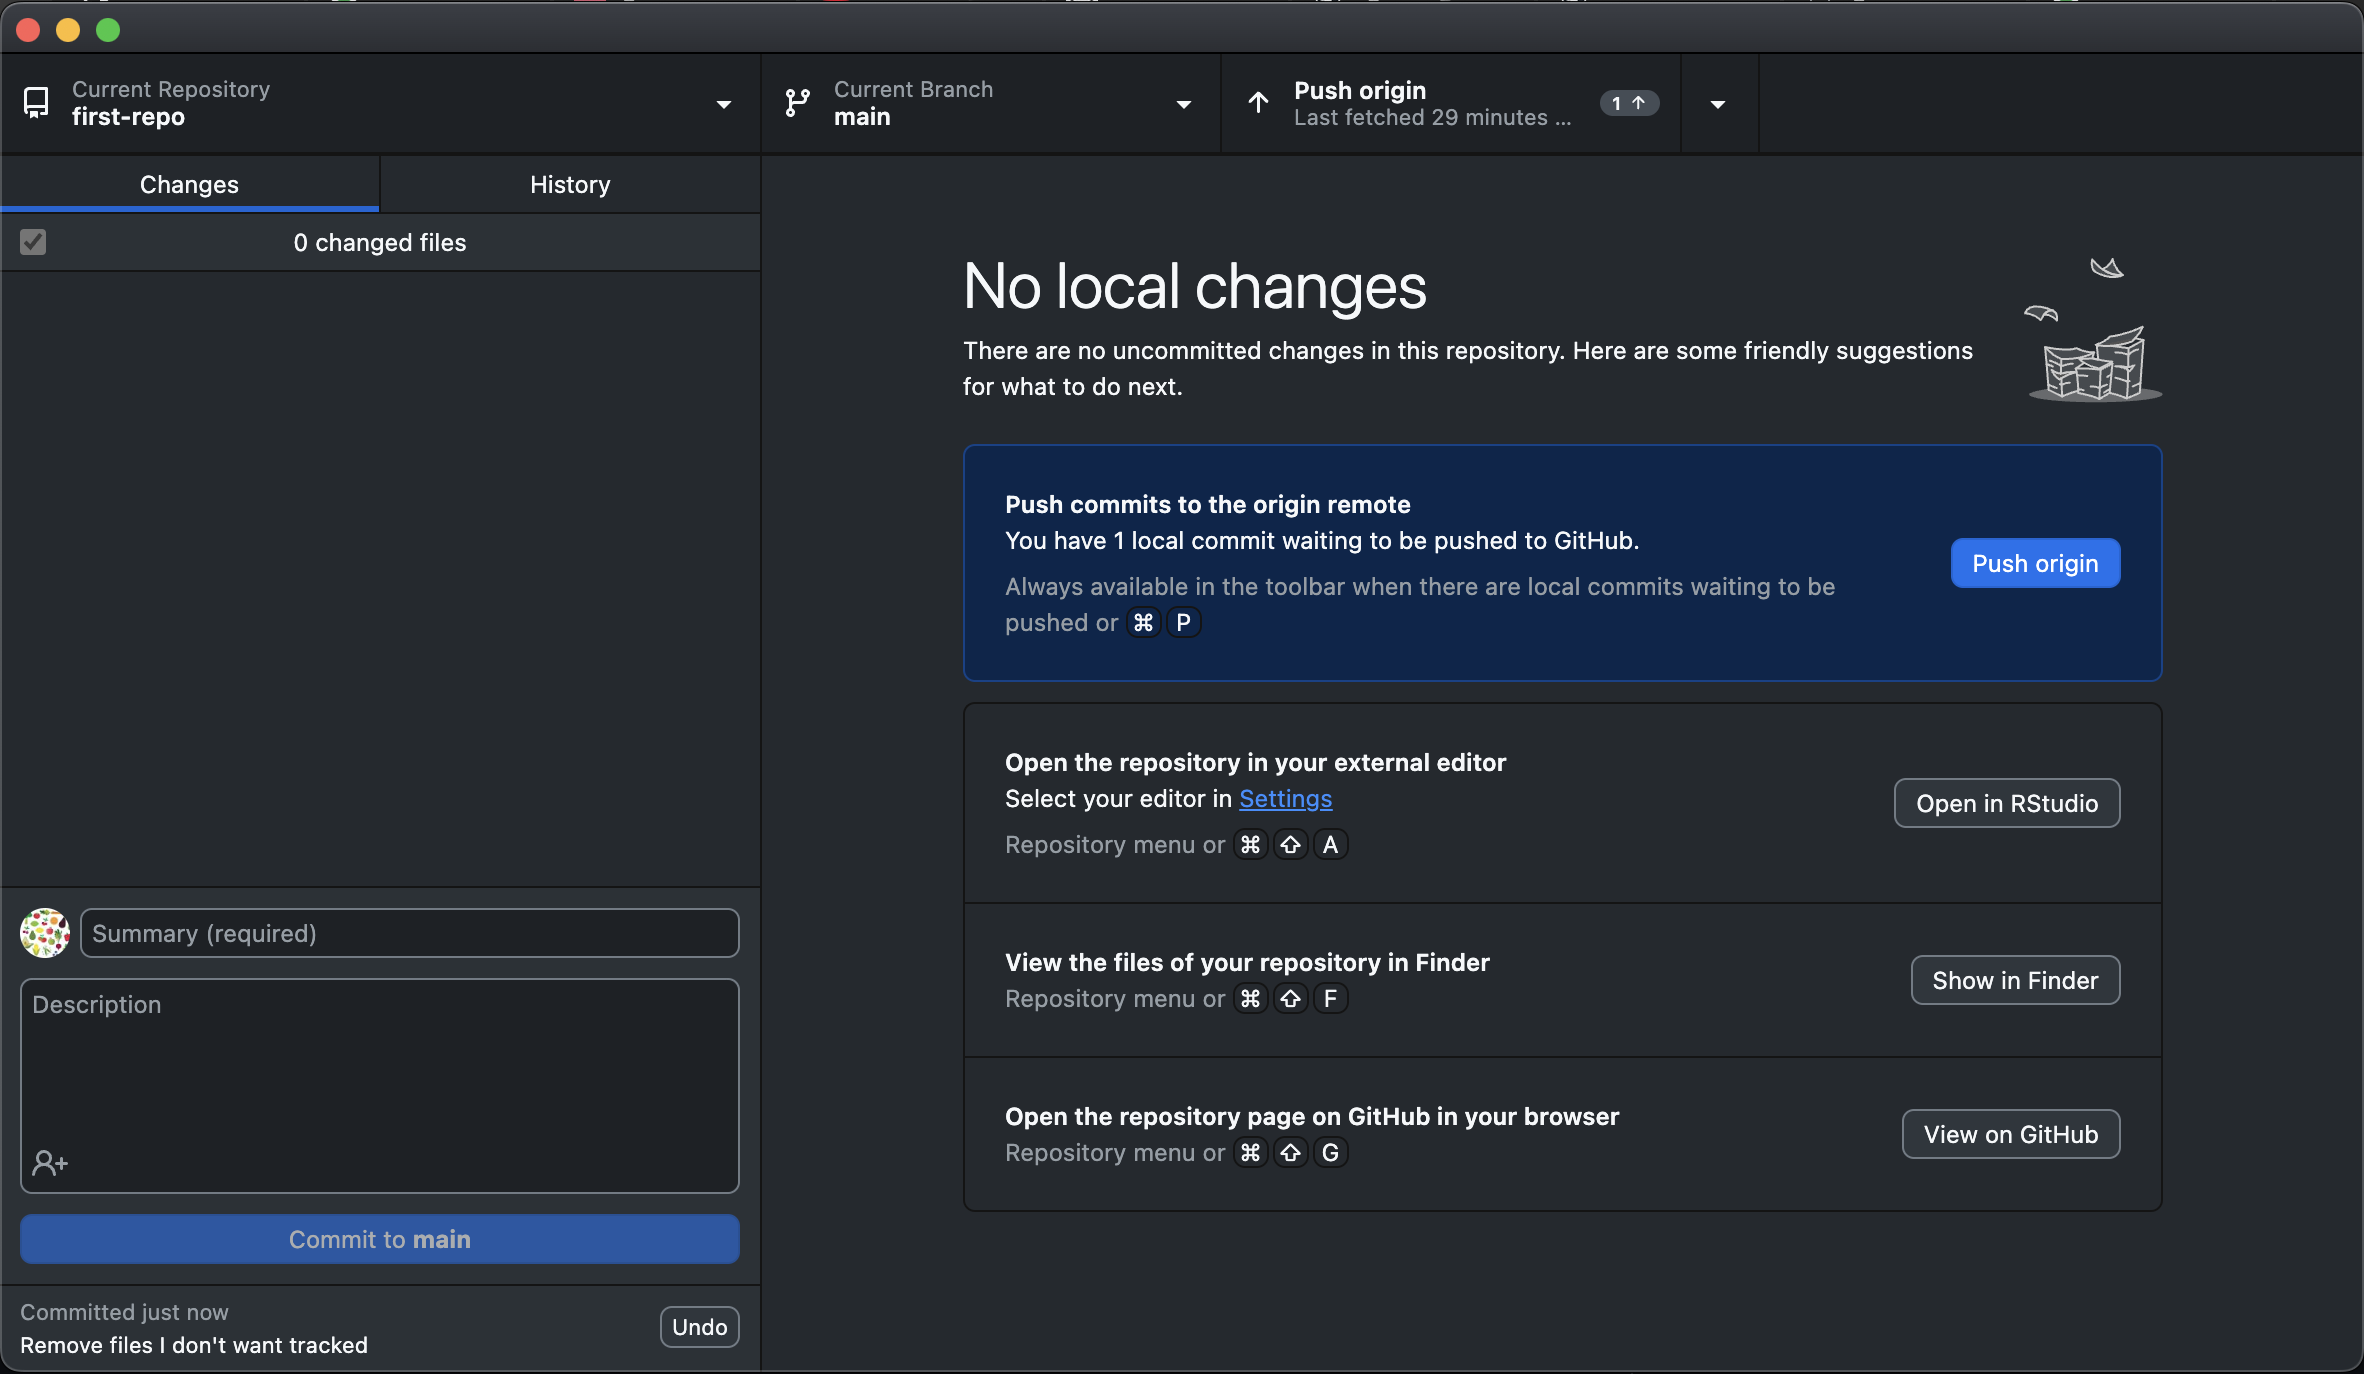 Current Repository
first-repo
Current Branch
main
Push origin
Last fetched 29 minutes ...
1 ↑
Changes
History
0 changed files
No local changes
There are no uncommitted changes in this repository. Here are some friendly suggestions
for what to do next.
Push commits to the origin remote
You have 1 local commit waiting to be pushed to GitHub.
Always available in the toolbar when there are local commits waiting to be
pushed or ⌘ P
Push origin
Open the repository in your external editor
Select your editor in Settings
Repository menu or ⌘ ⇧ A
Open in RStudio
View the files of your repository in Finder
Repository menu or ⌘ ⇧ F
Show in Finder
Open the repository page on GitHub in your browser
Repository menu or ⌘ ⇧ G
View on GitHub
Summary (required)
Description
Commit to main
Committed just now
Remove files I don't want tracked
Undo